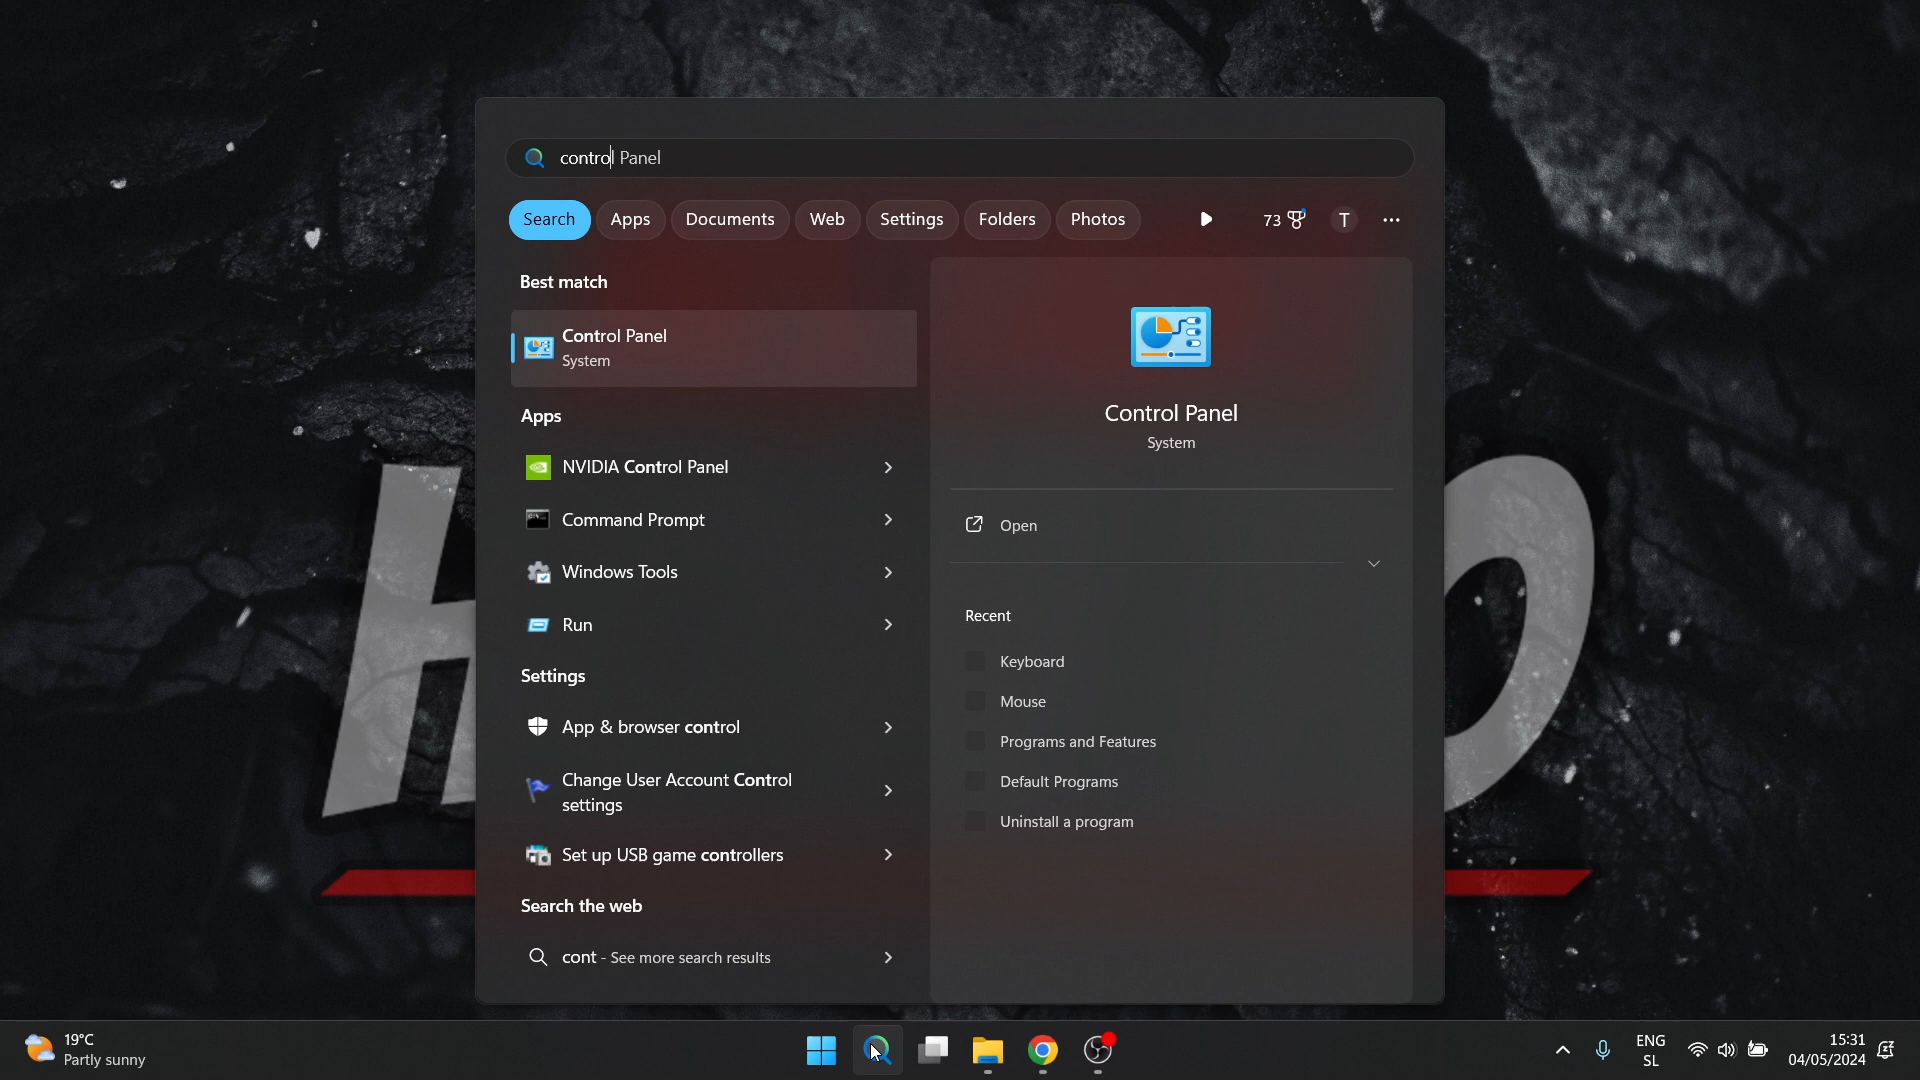 control Panel
Search
Apps
Documents
Web
Settings
Folders
Photos
73
T
Best match
Control Panel
System
Apps
NVIDIA Control Panel
Command Prompt
Windows Tools
Run
Settings
App & browser control
Change User Account Control
settings
Set up USB game controllers
Search the web
cont - See more search results
Control Panel
System
Open
Recent
Keyboard
Mouse
Programs and Features
Default Programs
Uninstall a program
19°C
Partly sunny
ENG
SL
15:31
04/05/2024